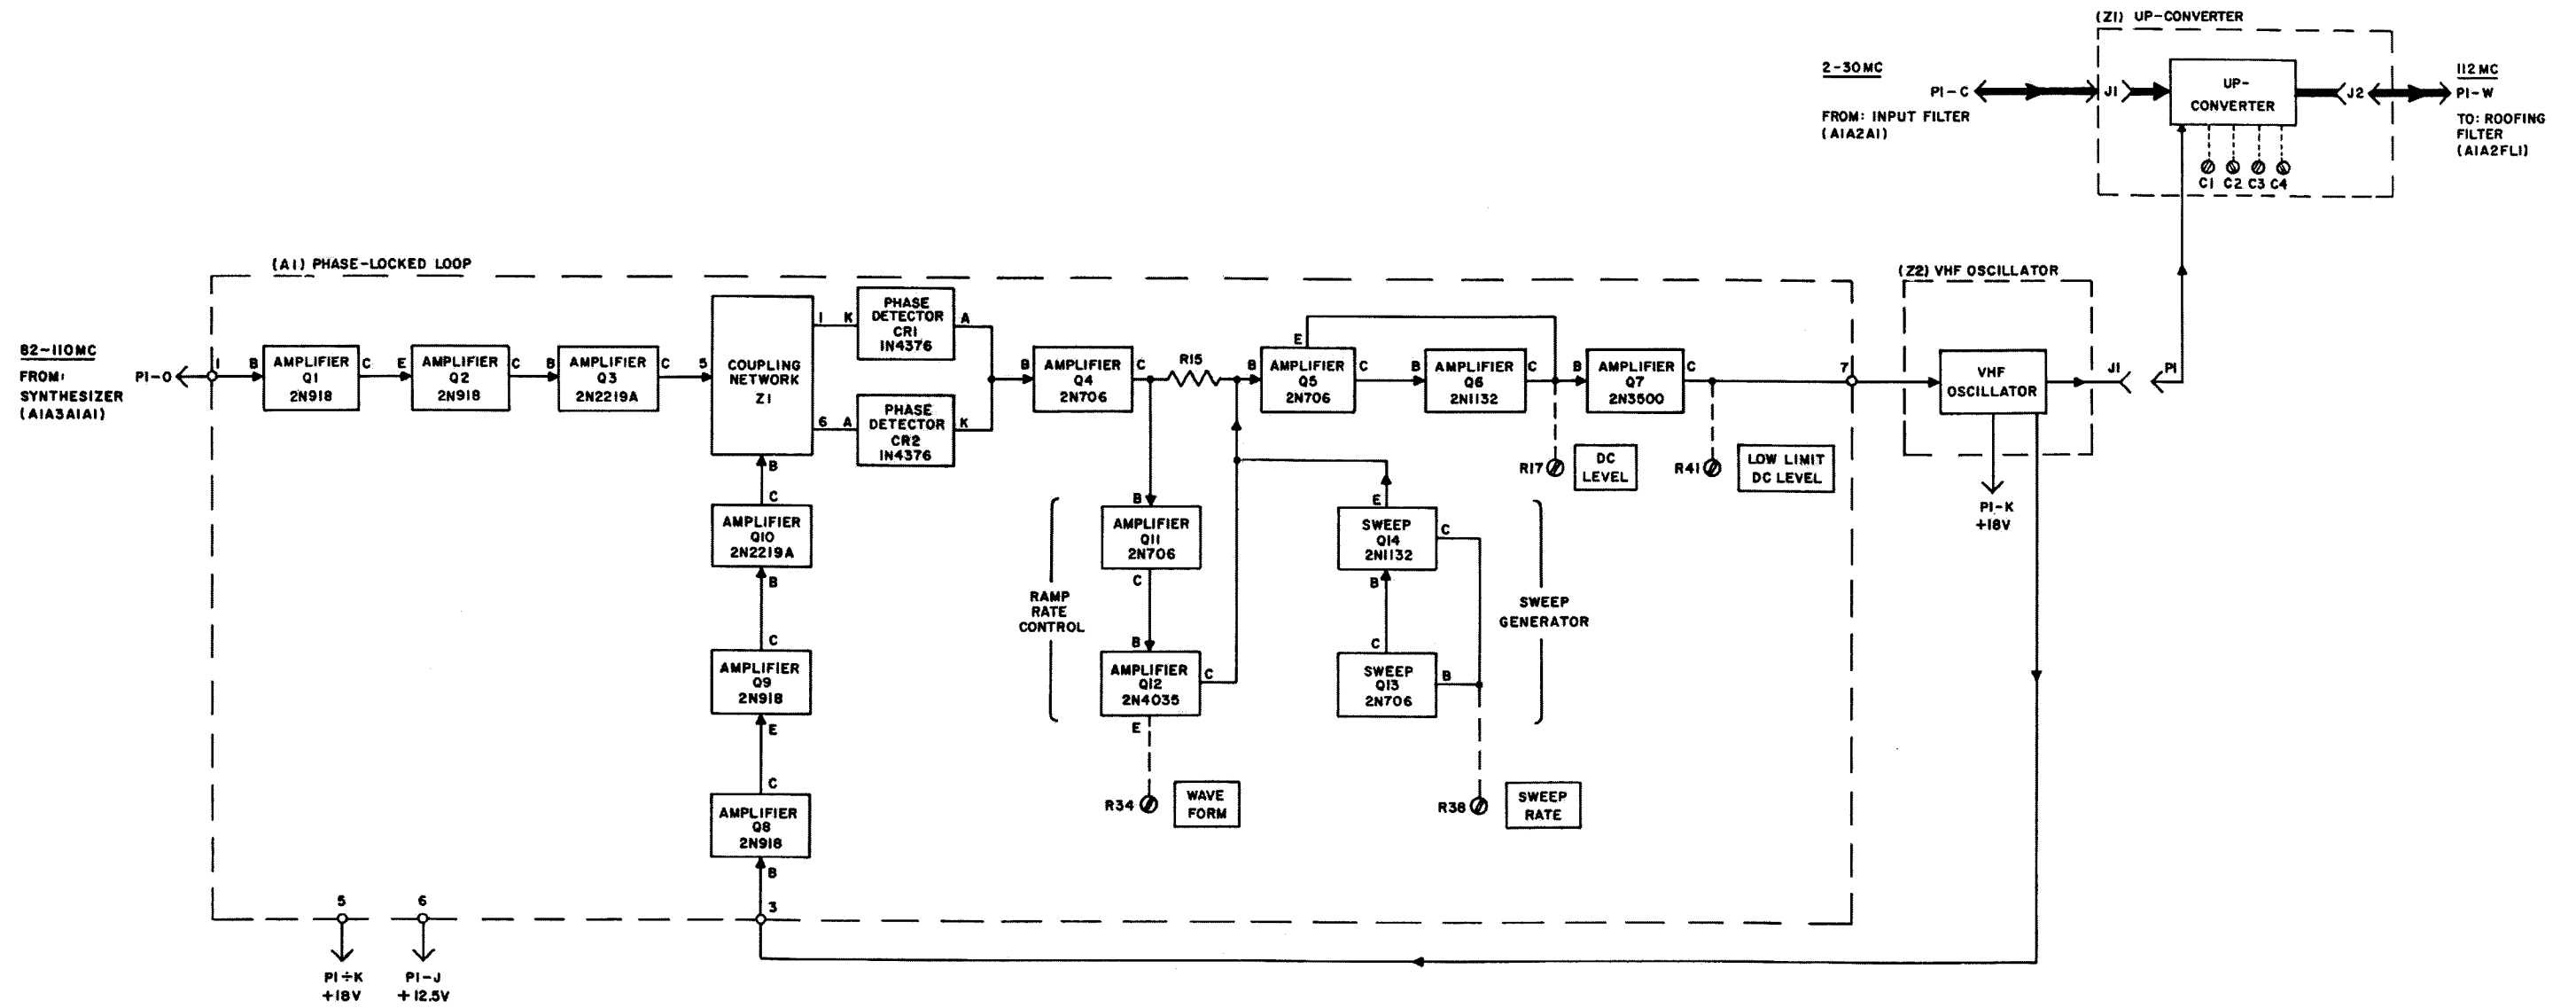 (Z1) UP-CONVERTER
2-30MC
P1-C
FROM: INPUT FILTER
(A1A2A1)
J1
UP-
CONVERTER
J2
C1 C2 C3 C4
112MC
P1-W
TO: ROOFING
FILTER
(A1A2FL1)
(A1) PHASE-LOCKED LOOP
82-110MC
FROM:
SYNTHESIZER
(A1A3A1A1)
P1-O
1
B
AMPLIFIER
Q1
2N918
C
E
AMPLIFIER
Q2
2N918
C
B
AMPLIFIER
Q3
2N2219A
C
5
COUPLING
NETWORK
Z1
1 K
PHASE
DETECTOR
CR1
1N4376
A
6 A
PHASE
DETECTOR
CR2
1N4376
K
B
AMPLIFIER
Q4
2N706
C
R15
B
E
AMPLIFIER
Q5
2N706
C
B
AMPLIFIER
Q6
2N1132
C
B
AMPLIFIER
Q7
2N3500
C
7
R17
DC
LEVEL
R41
LOW LIMIT
DC LEVEL
(Z2) VHF OSCILLATOR
VHF
OSCILLATOR
J1
P1
P1-K
+18V
B
C
AMPLIFIER
Q10
2N2219A
B
C
AMPLIFIER
Q9
2N918
E
C
AMPLIFIER
Q8
2N918
B
3
RAMP
RATE
CONTROL
B
AMPLIFIER
Q11
2N706
C
B
AMPLIFIER
Q12
2N4035
C
E
R34
WAVE
FORM
E
SWEEP
Q14
2N1132
C
B
C
SWEEP
Q13
2N706
B
SWEEP
GENERATOR
R38
SWEEP
RATE
5
P1÷K
+18V
6
P1-J
+12.5V